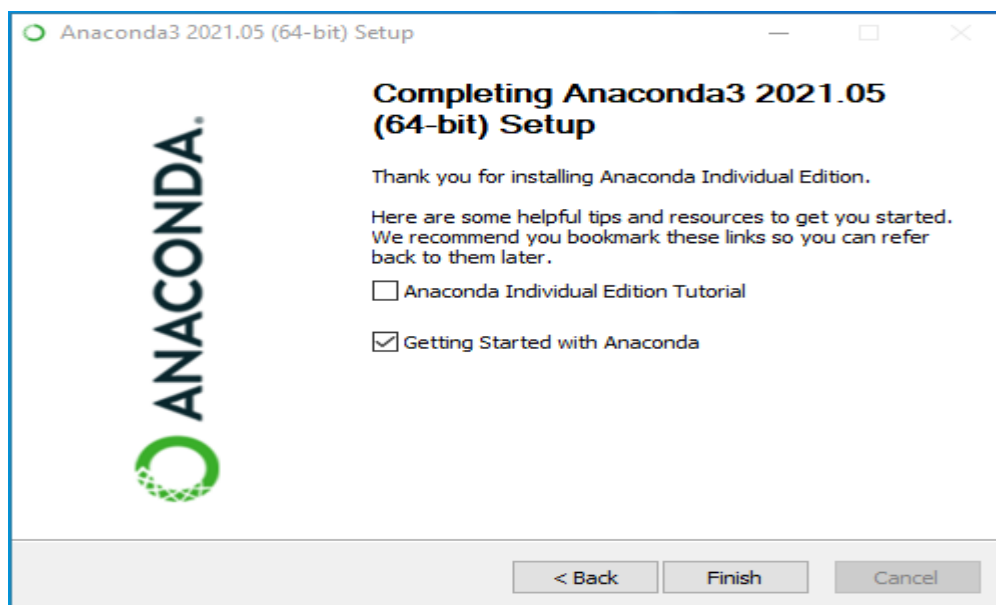 Anaconda3 2021.05 (64-bit) Setup
Completing Anaconda3 2021.05
(64-bit) Setup
Thank you for installing Anaconda Individual Edition.
Here are some helpful tips and resources to get you started.
We recommend you bookmark these links so you can refer
back to them later.
Anaconda Individual Edition Tutorial
Getting Started with Anaconda
ANACONDA.
< Back
Finish
Cancel